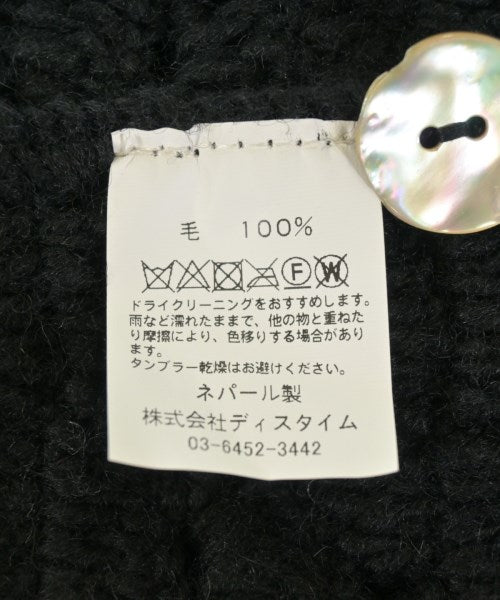 毛 100%
F W
ドライクリーニングをおすすめします。
雨など濡れたままで、他の物と重ねた
り摩擦により、色移りする場合があり
ます。
タンブラー乾燥はお避けください。
ネパール製
株式会社ディスタイム
03-6452-3442